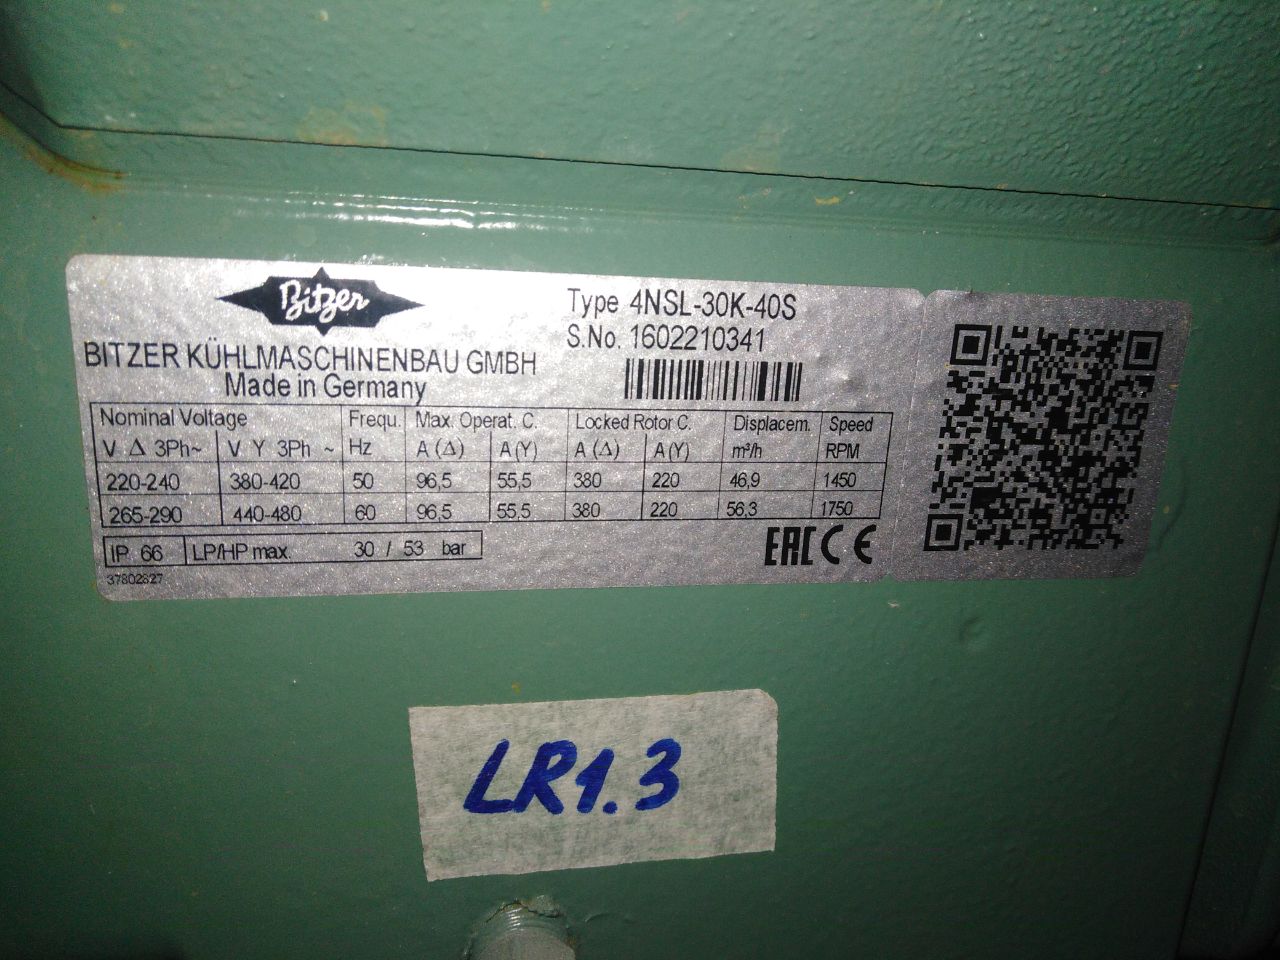 Bitzer
BITZER KÜHLMASCHINENBAU GMBH
Made in Germany
Type 4NSL-30K-40S
S.No. 1602210341
Nominal Voltage Frequ. Max. Operat. C. Locked Rotor C. Displacem. Speed
V Δ 3Ph~ V Y 3Ph ~ Hz A (Δ) A (Y) A (Δ) A (Y) m³/h RPM
220-240 380-420 50 96,5 55,5 380 220 46,9 1450
265-290 440-480 60 96,5 55,5 380 220 56,3 1750
IP 66 LP/HP max. 30 / 53 bar
37802827
EAC CE
LR1.3